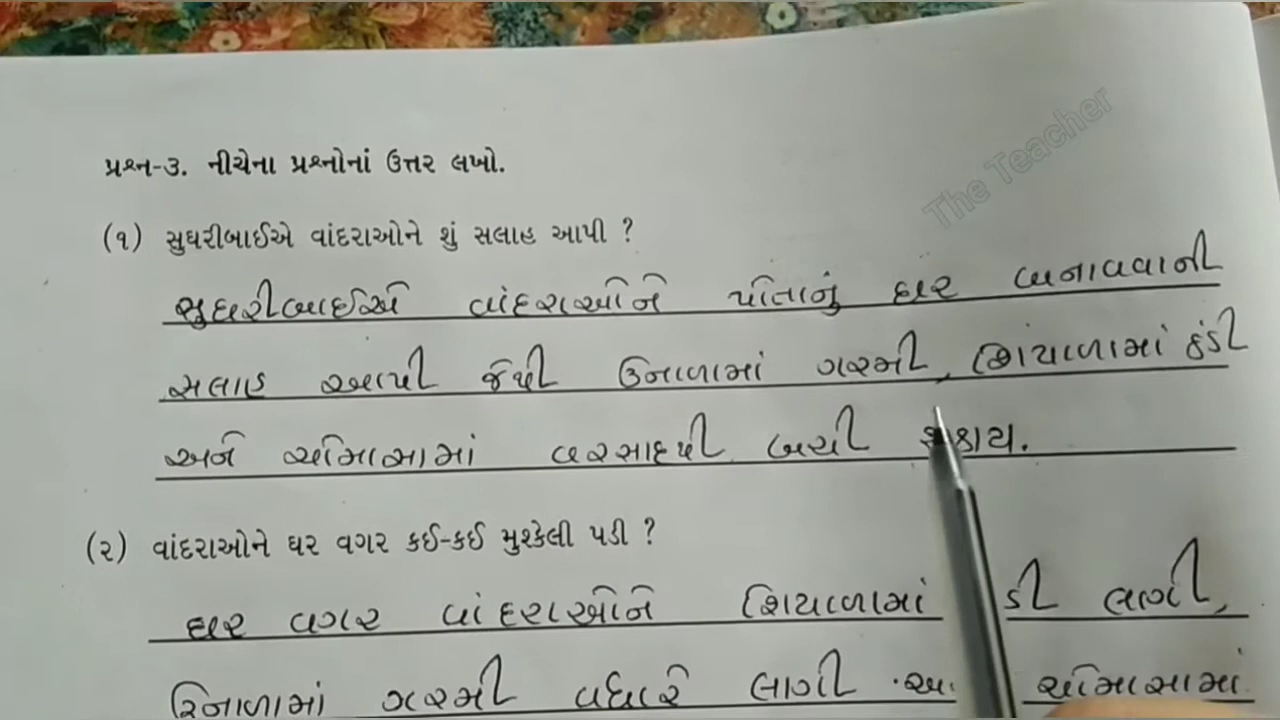 The Teacher
પ્રશ્ન-૩. નીચેના પ્રશ્નોનાં ઉત્તર લખો.
(૧) સુઘરીબાઈએ વાંદરાઓને શું સલાહ આપી ?
સુઘરીબાઈએ વાંદરાઓને પોતાનું ઘર બનાવવાની
સલાહ આપી જેથી ઉનાળામાં ગરમી, શિયાળામાં ઠંડી
અને ચોમાસામાં વરસાદથી બચી શકાય.
(૨) વાંદરાઓને ઘર વગર કઈ-કઈ મુશ્કેલી પડી ?
ઘર વગર વાંદરાઓને શિયાળામાં લાગી,
ઉનાળામાં ગરમી વધારે લાગી ચોમાસામાં